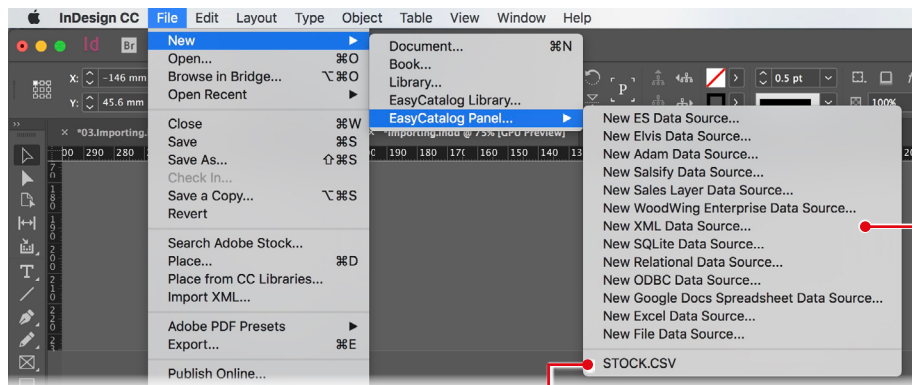 InDesign CC File Edit Layout Type Object Table View Window Help
Id Br
X: -146 mm
Y: 45.6 mm
P
0.5 pt
100%
*03.Importing.
*Importing.indd @ 75% [GPU Preview]
290 280
190 180 170 160 150 140
New
Open... ⌘O
Browse in Bridge... ⌥⌘O
Open Recent
Close ⌘W
Save ⌘S
Save As... ⇧⌘S
Check In...
Save a Copy... ⌥⌘S
Revert
Search Adobe Stock...
Place... ⌘D
Place from CC Libraries...
Import XML...
Adobe PDF Presets
Export... ⌘E
Publish Online...
Document... ⌘N
Book...
Library...
EasyCatalog Library...
EasyCatalog Panel...
New ES Data Source...
New Elvis Data Source...
New Adam Data Source...
New Salsify Data Source...
New Sales Layer Data Source...
New WoodWing Enterprise Data Source...
New XML Data Source...
New SQLite Data Source...
New Relational Data Source...
New ODBC Data Source...
New Google Docs Spreadsheet Data Source...
New Excel Data Source...
New File Data Source...
STOCK.CSV